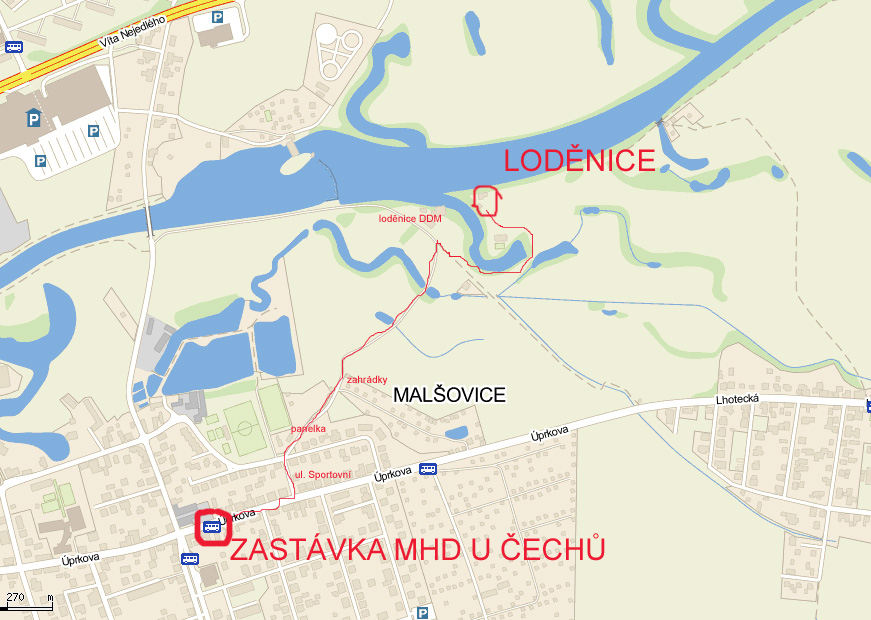 Víta Nejedlého
P
P
P
P
LODĚNICE
loděnice DDM
zahrádky
MALŠOVICE
Lhotecká
panelka
Úprkova
ul. Sportovní
Úprkova
Úprkova
ZASTÁVKA MHD U ČECHŮ
Úprkova
270 m
P